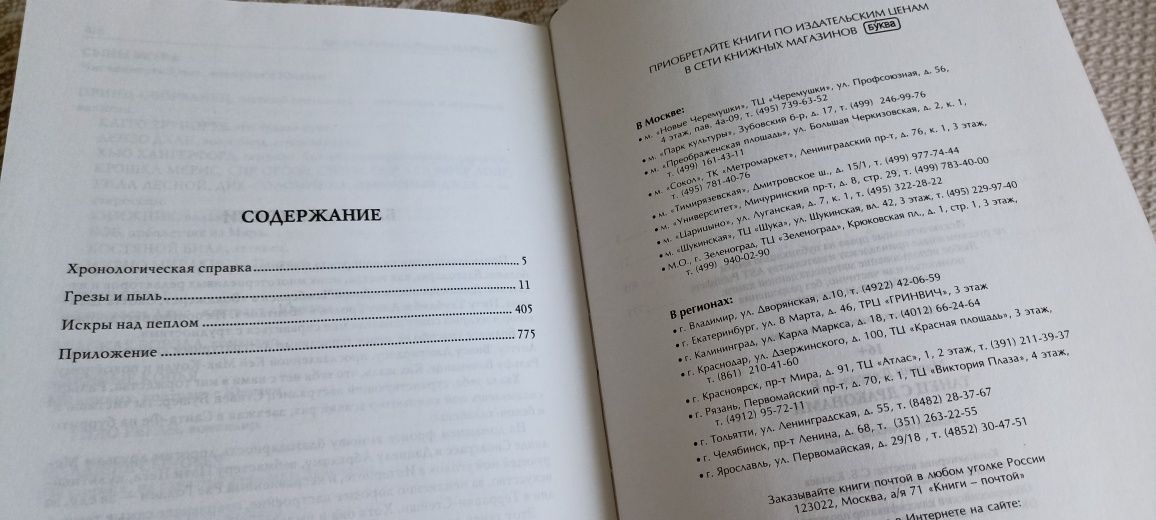 СОДЕРЖАНИЕ
Хронологическая справка 5
Грезы и пыль 11
Искры над пеплом 405
Приложение 775
ПРИОБРЕТАЙТЕ КНИГИ ПО ИЗДАТЕЛЬСКИМ ЦЕНАМ
В СЕТИ КНИЖНЫХ МАГАЗИНОВ БУКВА
В Москве:
• м. «Новые Черемушки», ТЦ «Черемушки», ул. Профсоюзная, д. 56,
4 этаж, пав. 4а-09, т. (495) 739-63-52
• м. «Парк культуры», Зубовский б-р, д. 17, т. (499) 246-99-76
• м. «Преображенская площадь», ул. Большая Черкизовская, д. 2, к. 1,
т. (499) 161-43-11
• м. «Сокол», ТК «Метромаркет», Ленинградский пр-т, д. 76, к. 1, 3 этаж,
т. (495) 781-40-76
• м. «Тимирязевская», Дмитровское ш., д. 15/1, т. (499) 977-74-44
• м. «Университет», Мичуринский пр-т, д. 8, стр. 29, т. (499) 783-40-00
• м. «Царицыно», ул. Луганская, д. 7, к. 1, т. (495) 322-28-22
• м. «Щукинская», ТЦ «Щука», ул. Щукинская, вл. 42, 3 этаж, т. (495) 229-97-40
• М.О., г. Зеленоград, ТЦ «Зеленоград», Крюковская пл., д. 1, стр. 1, 3 этаж,
т. (499) 940-02-90
В регионах:
• г. Владимир, ул. Дворянская, д.10, т. (4922) 42-06-59
• г. Екатеринбург, ул. 8 Марта, д. 46, ТРЦ «ГРИНВИЧ», 3 этаж
• г. Калининград, ул. Карла Маркса, д. 18, т. (4012) 66-24-64
• г. Краснодар, ул. Дзержинского, д. 100, ТЦ «Красная площадь», 3 этаж,
т. (861) 210-41-60
• г. Красноярск, пр-т Мира, д. 91, ТЦ «Атлас», 1, 2 этаж, т. (391) 211-39-37
• г. Рязань, Первомайский пр-т, д. 70, к. 1, ТЦ «Виктория Плаза», 4 этаж,
т. (4912) 95-72-11
• г. Тольятти, ул. Ленинградская, д. 55, т. (8482) 28-37-67
• г. Челябинск, пр-т Ленина, д. 68, т. (351) 263-22-55
• г. Ярославль, ул. Первомайская, д. 29/18 , т. (4852) 30-47-51
Заказывайте книги почтой в любом уголке России
123022, Москва, а/я 71 «Книги – почтой»
в Интернете на сайте: